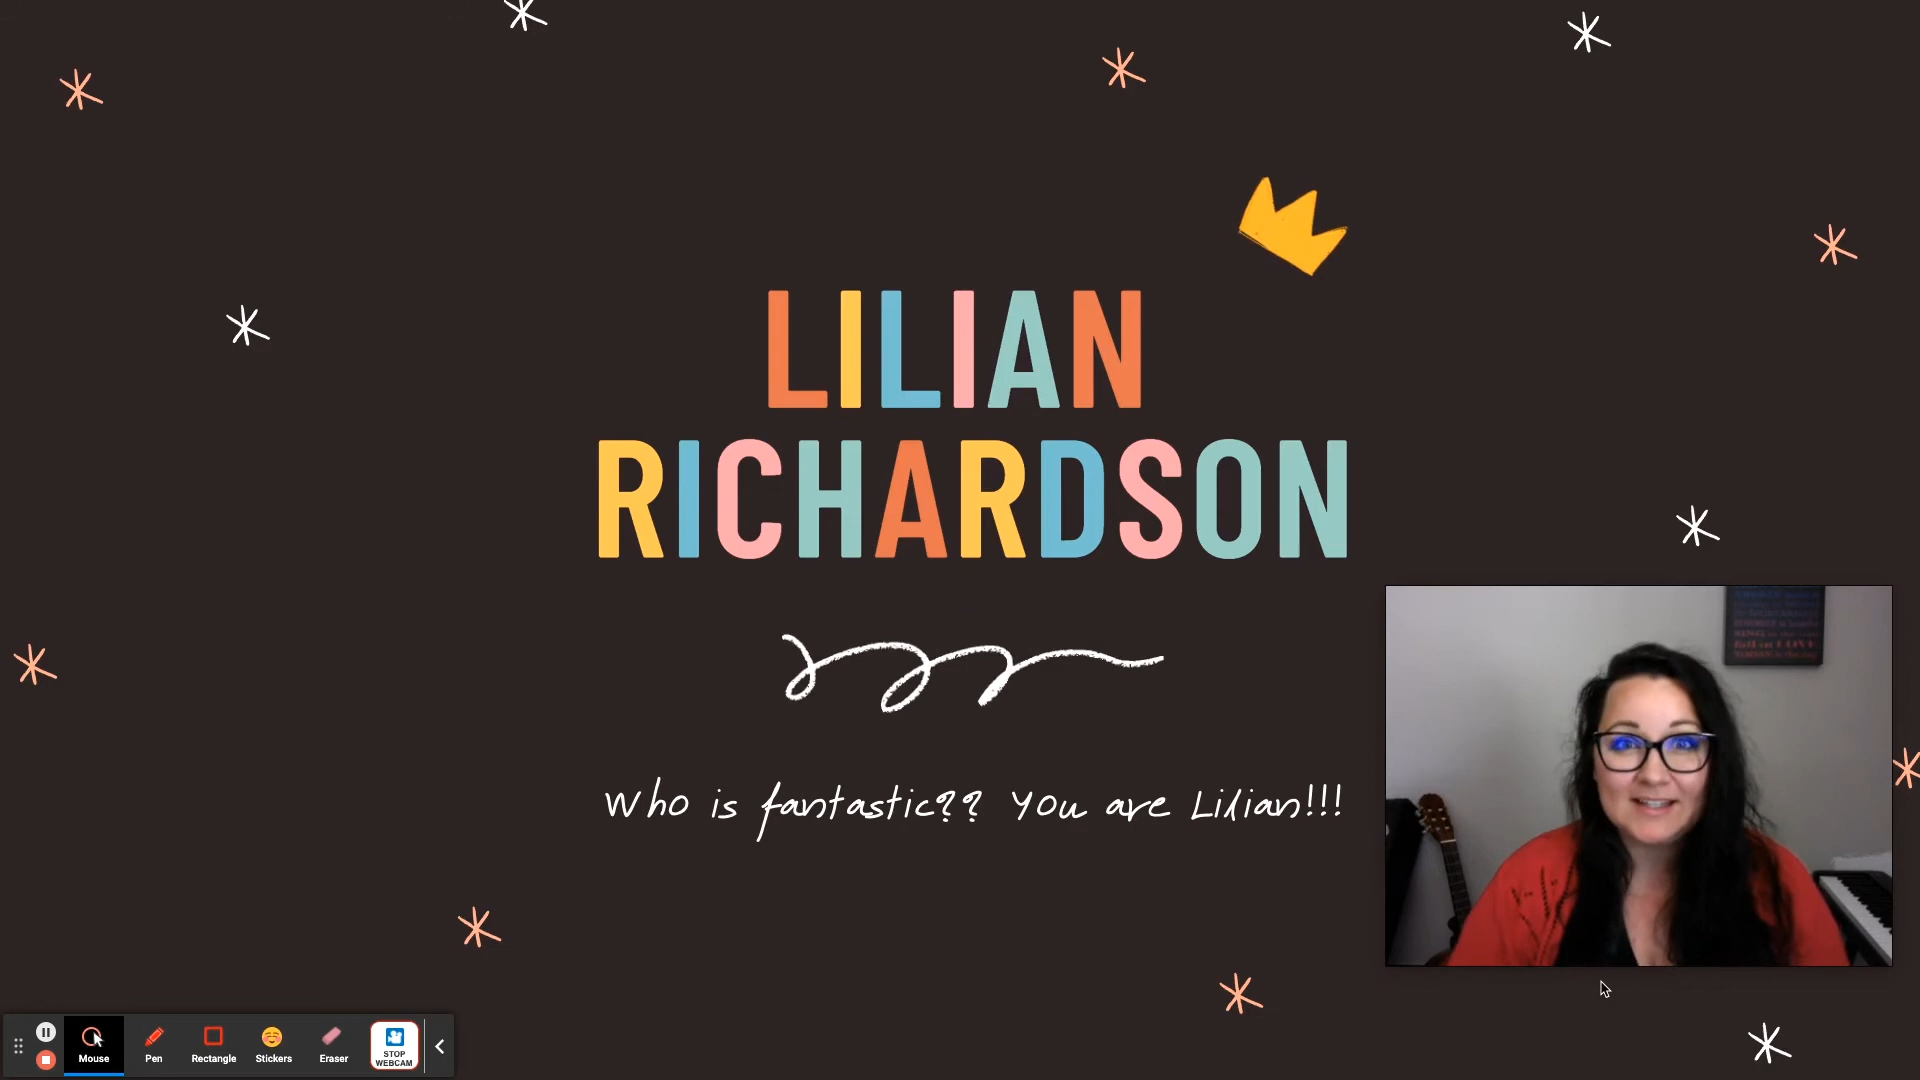 LILIAN
RICHARDSON
Who is fantastic?? You are Lilian!!!
Mouse
Pen
Rectangle
Stickers
Eraser
STOP
WEBCAM